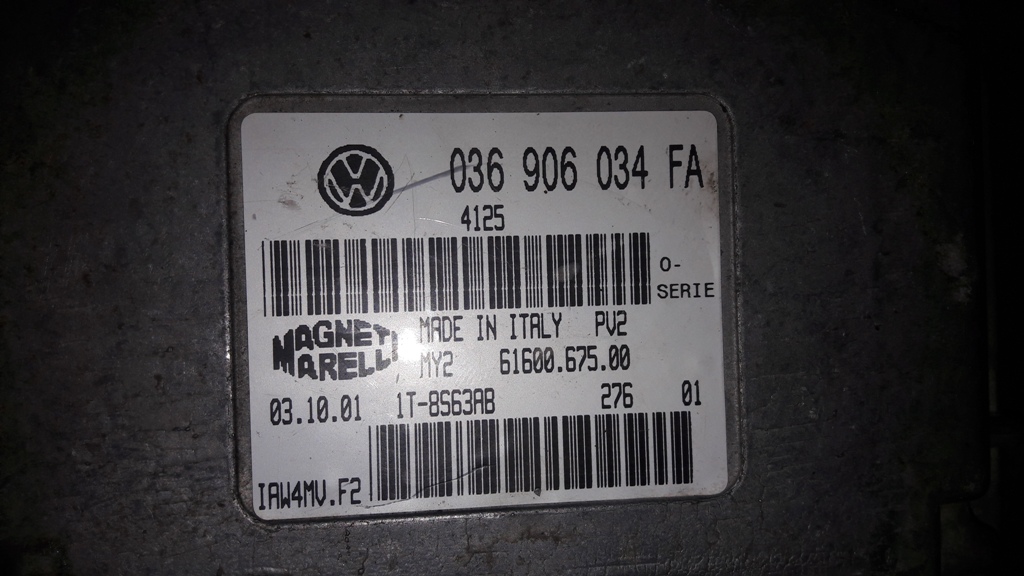 036 906 034 FA
4125
O-
SERIE
MAGNETI MARELLI
MADE IN ITALY PV2
MY2 61600.675.00
03.10.01 1T-8S63AB 276 01
IAW4MV.F2